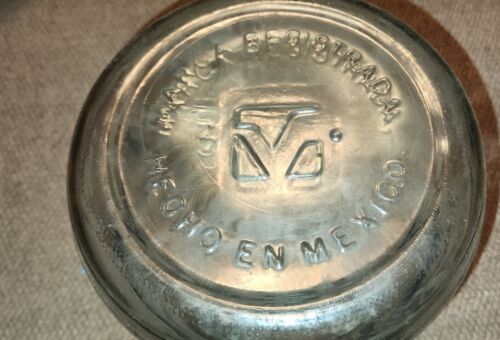 MARCA REGISTRADA
V
HECHO EN MEXICO